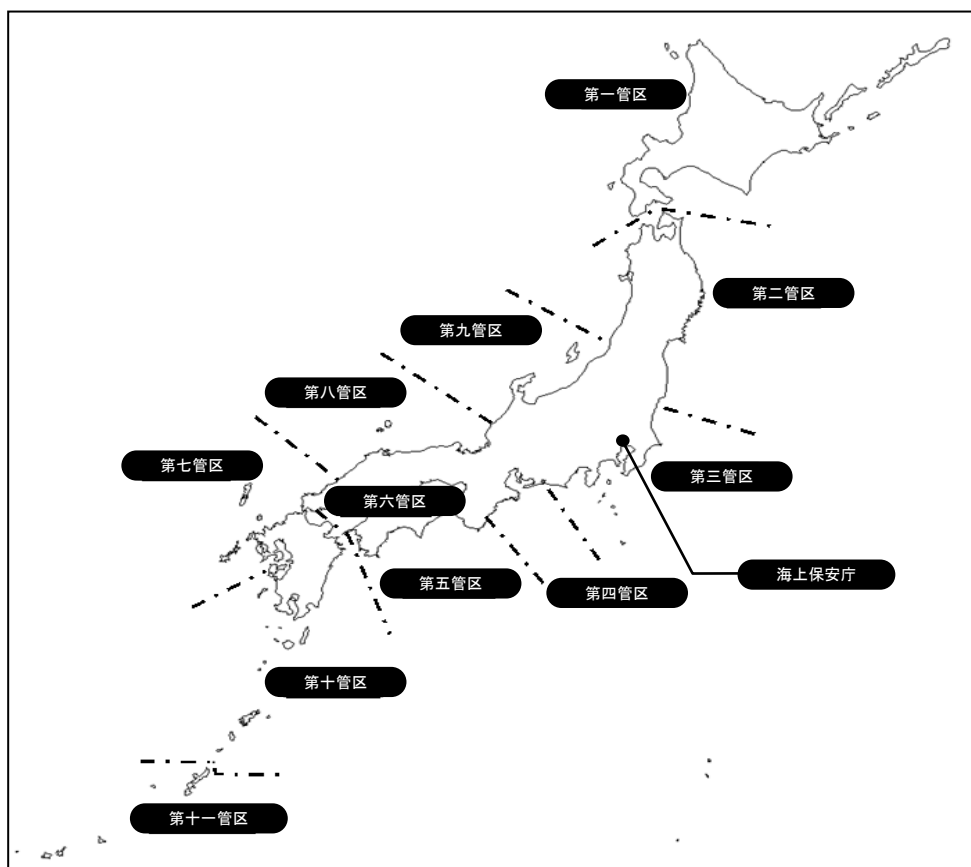 第一管区
第二管区
第九管区
第八管区
第七管区
第三管区
第六管区
海上保安庁
第五管区
第四管区
第十管区
第十一管区